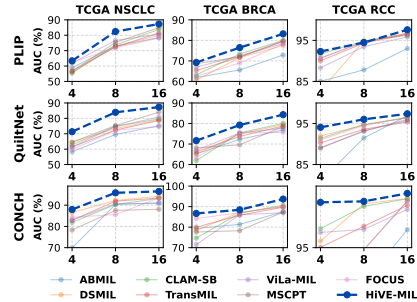 TCGA NSCLC TCGA BRCA TCGA RCC
PLIP
AUC (%)
90
80
70
60
50
4 8 16
90
80
70
60
4 8 16
95
85
4 8 16
QuiltNet
AUC (%)
90
80
70
60
50
4 8 16
90
80
70
60
4 8 16
95
85
4 8 16
CONCH
AUC (%)
90
80
70
4 8 16
100
90
80
70
4 8 16
95
4 8 16
ABMIL CLAM-SB ViLa-MIL FOCUS
DSMIL TransMIL MSCPT HiVE-MIL